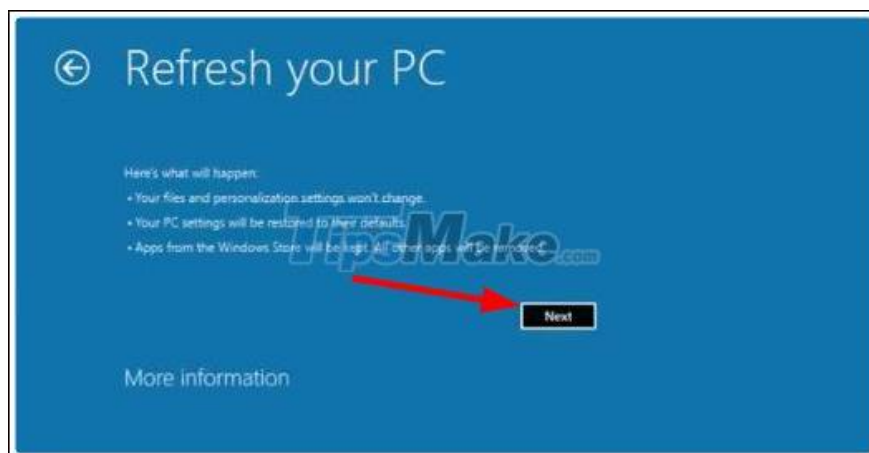 Refresh your PC
Here's what will happen:
• Your files and personalization settings won't change.
• Your PC settings will be restored to their defaults.
• Apps from the Windows Store will be kept. All other apps will be removed.
TipsMake.com
Next
More information